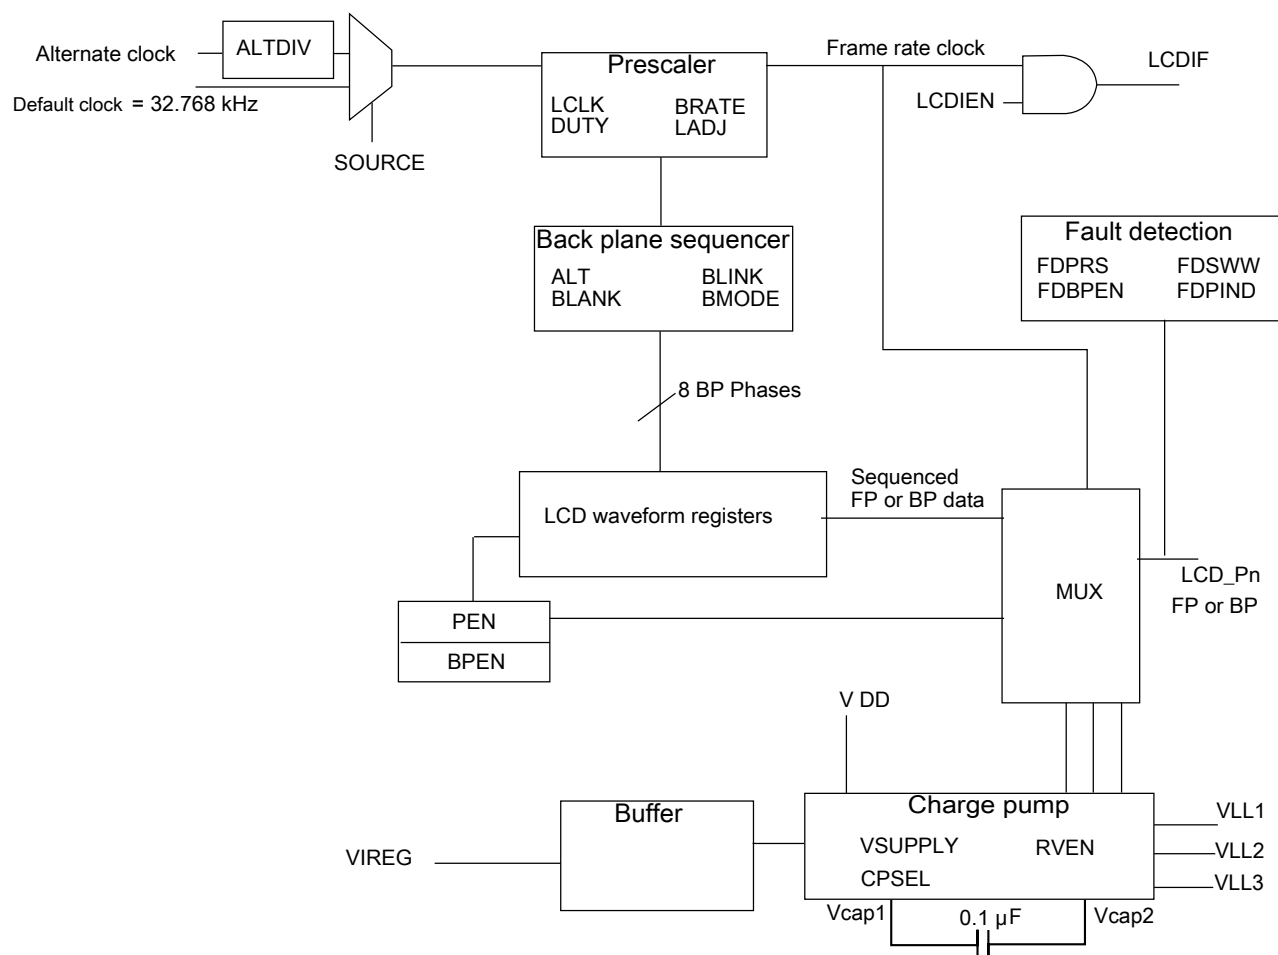 Alternate clock
ALTDIV
Default clock = 32.768 kHz
SOURCE
Prescaler
LCLK BRATE
DUTY LADJ
Frame rate clock
LCDIEN
LCDIF
Back plane sequencer
ALT BLINK
BLANK BMODE
Fault detection
FDPRS FDSWW
FDBPEN FDPIND
8 BP Phases
LCD waveform registers
Sequenced
FP or BP data
MUX
LCD_Pn
FP or BP
PEN
BPEN
V DD
VIREG
Buffer
Charge pump
VSUPPLY RVEN
CPSEL
VLL1
VLL2
VLL3
Vcap1
0.1 µF
Vcap2